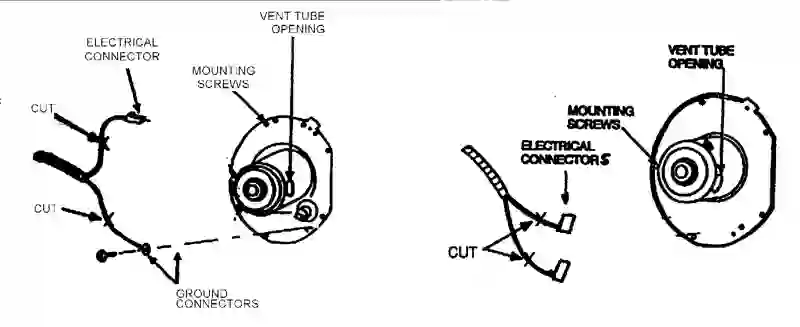 VENT TUBE
OPENING
ELECTRICAL
CONNECTOR
MOUNTING
SCREWS
CUT
CUT
GROUND
CONNECTORS
VENT TUBE
OPENING
MOUNTING
SCREWS
ELECTRICAL
CONNECTORS
CUT